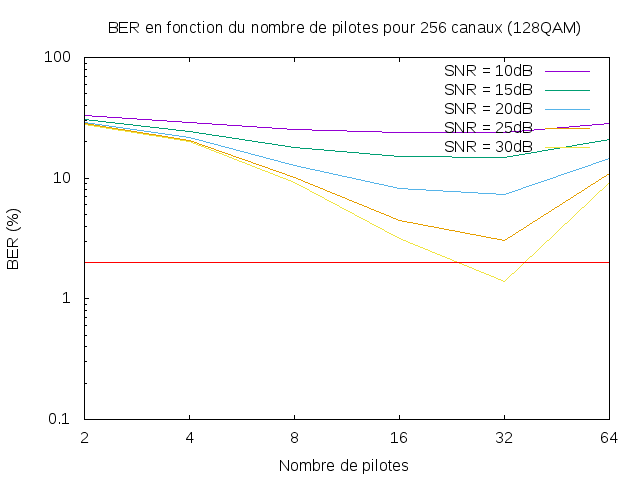 BER en fonction du nombre de pilotes pour 256 canaux (128QAM)
100
10
1
0.1
BER (%)
SNR = 10dB
SNR = 15dB
SNR = 20dB
SNR = 25dB
SNR = 30dB
2 4 8 16 32 64
Nombre de pilotes